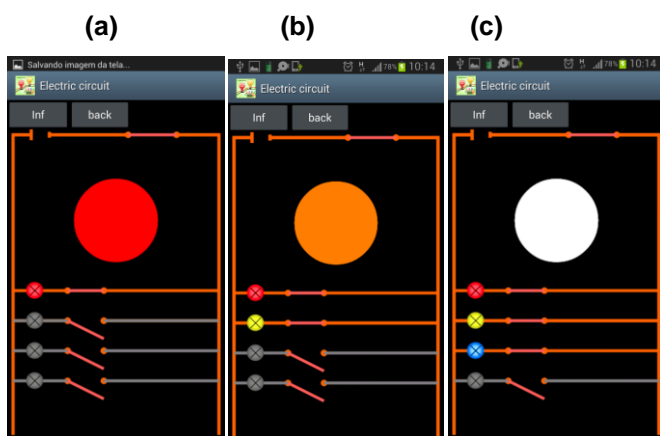 (a) (b) (c)
Salvando imagem da tela...
Electric circuit
Inf back
78% 10:14
Electric circuit
Inf back
78% 10:14
Electric circuit
Inf back